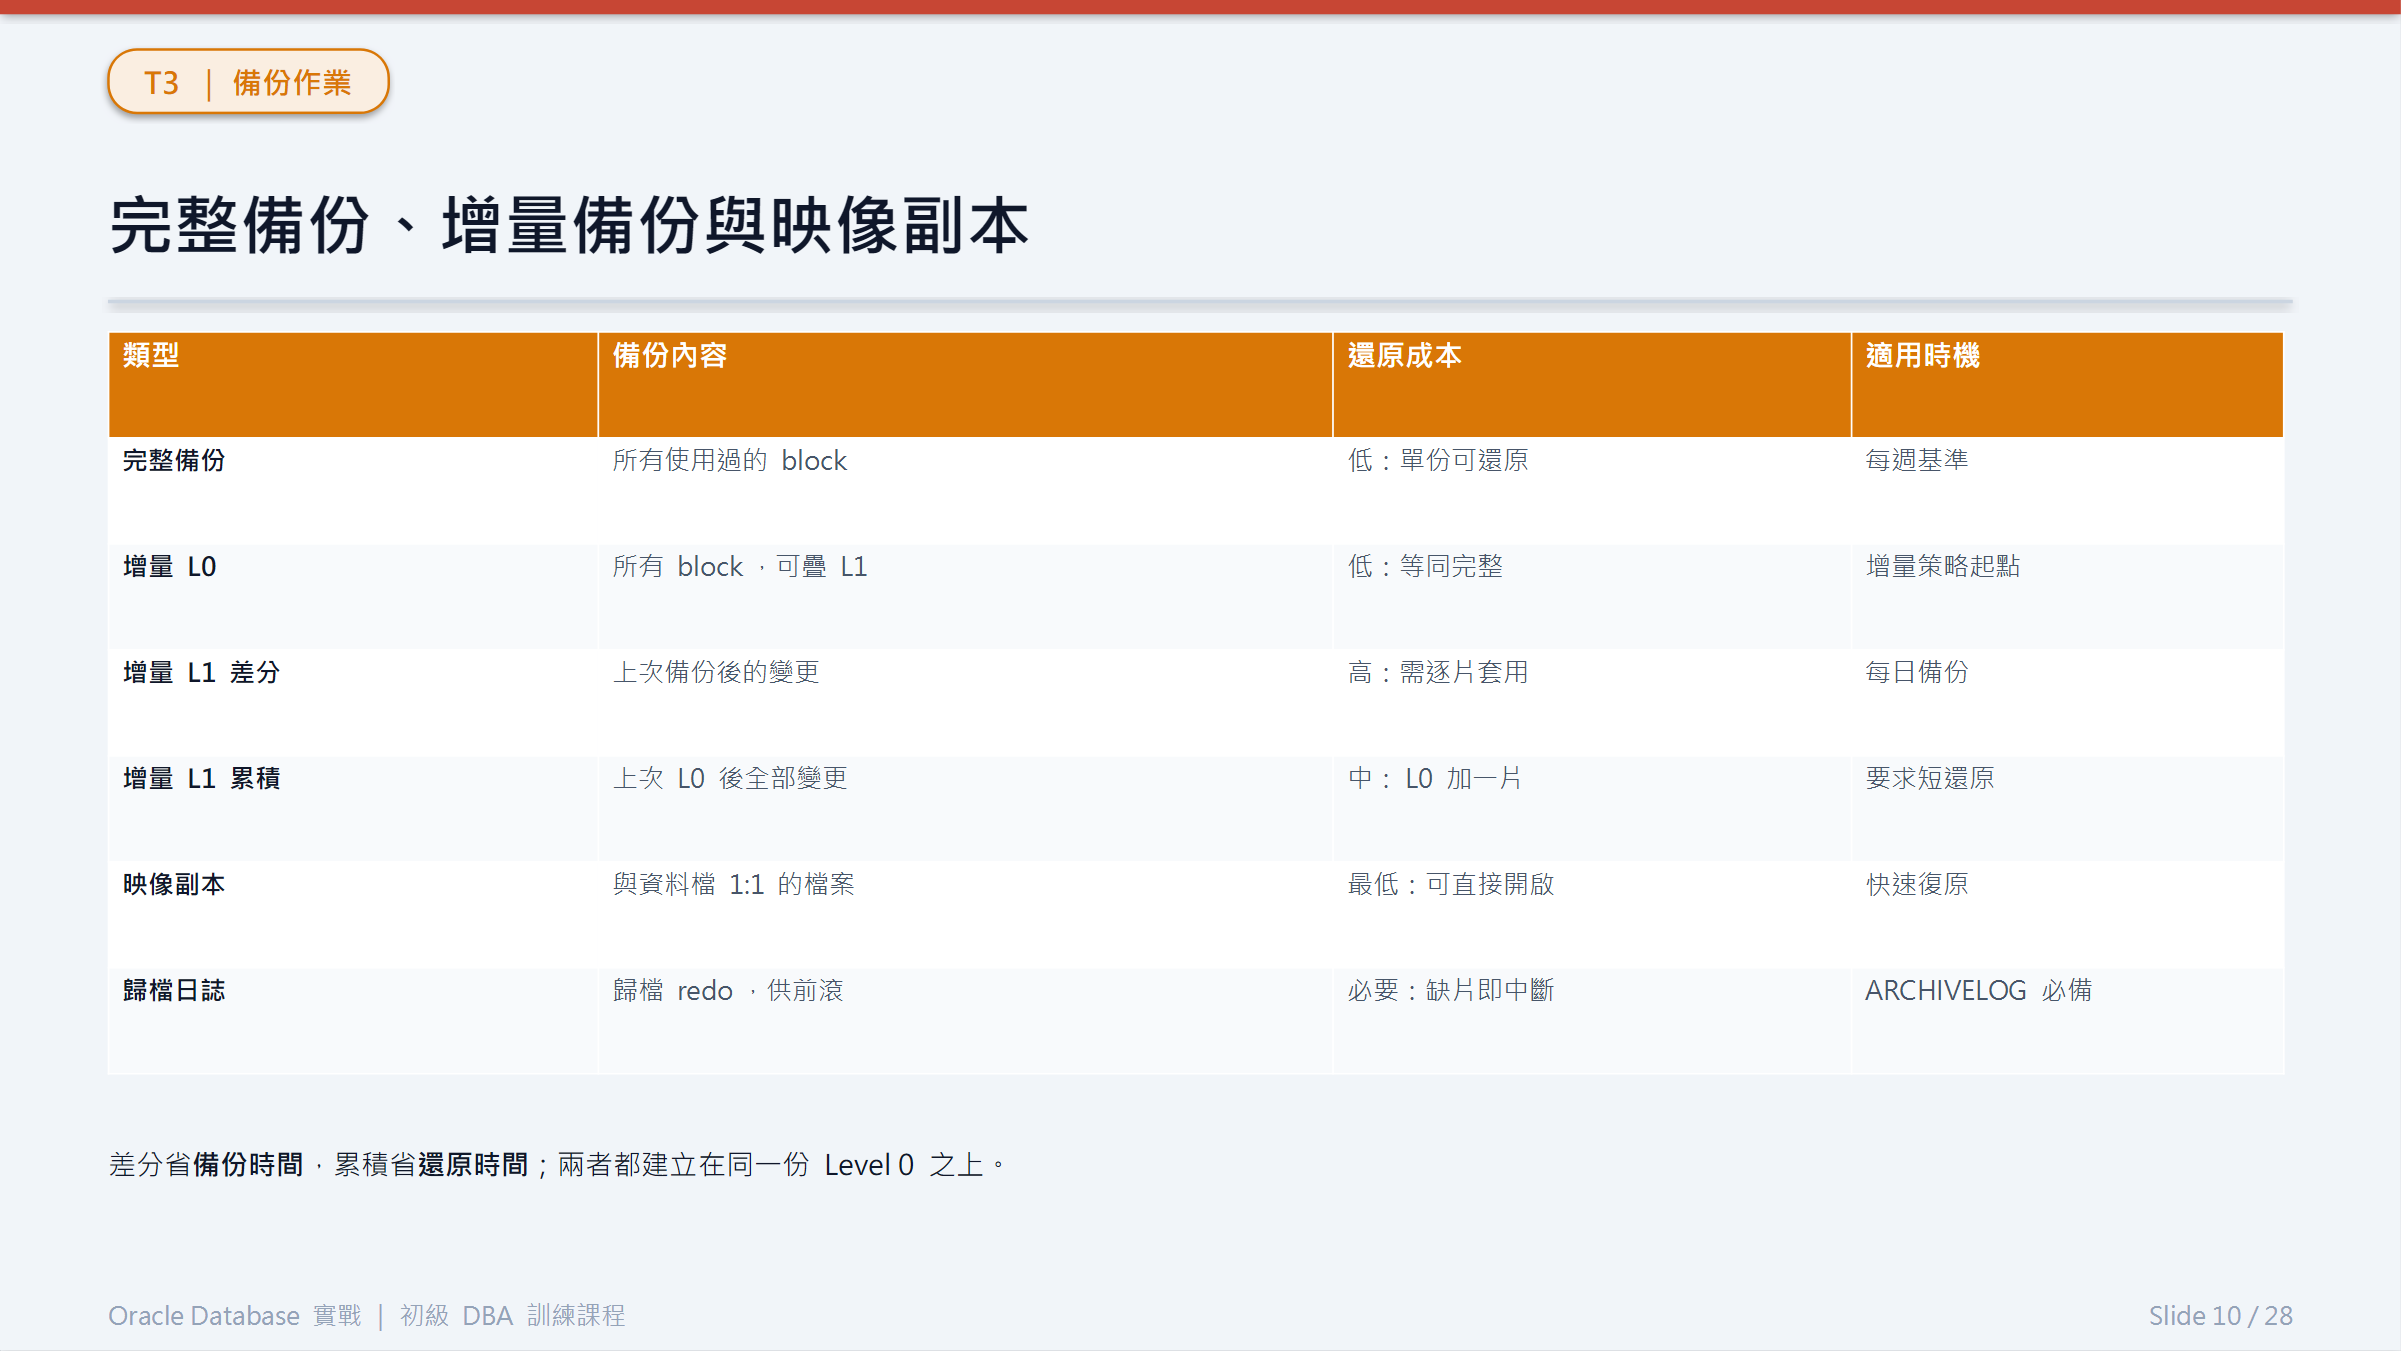 T3 | 備份作業
完整備份、增量備份與映像副本
類型 備份內容 還原成本 適用時機
完整備份 所有使用過的 block 低：單份可還原 每週基準
增量 L0 所有 block，可疊 L1 低：等同完整 增量策略起點
增量 L1 差分 上次備份後的變更 高：需逐片套用 每日備份
增量 L1 累積 上次 L0 後全部變更 中：L0 加一片 要求短還原
映像副本 與資料檔 1:1 的檔案 最低：可直接開啟 快速復原
歸檔日誌 歸檔 redo，供前滾 必要：缺片即中斷 ARCHIVELOG 必備
差分省備份時間，累積省還原時間；兩者都建立在同一份 Level 0 之上。
Oracle Database 實戰 | 初級 DBA 訓練課程
Slide 10 / 28